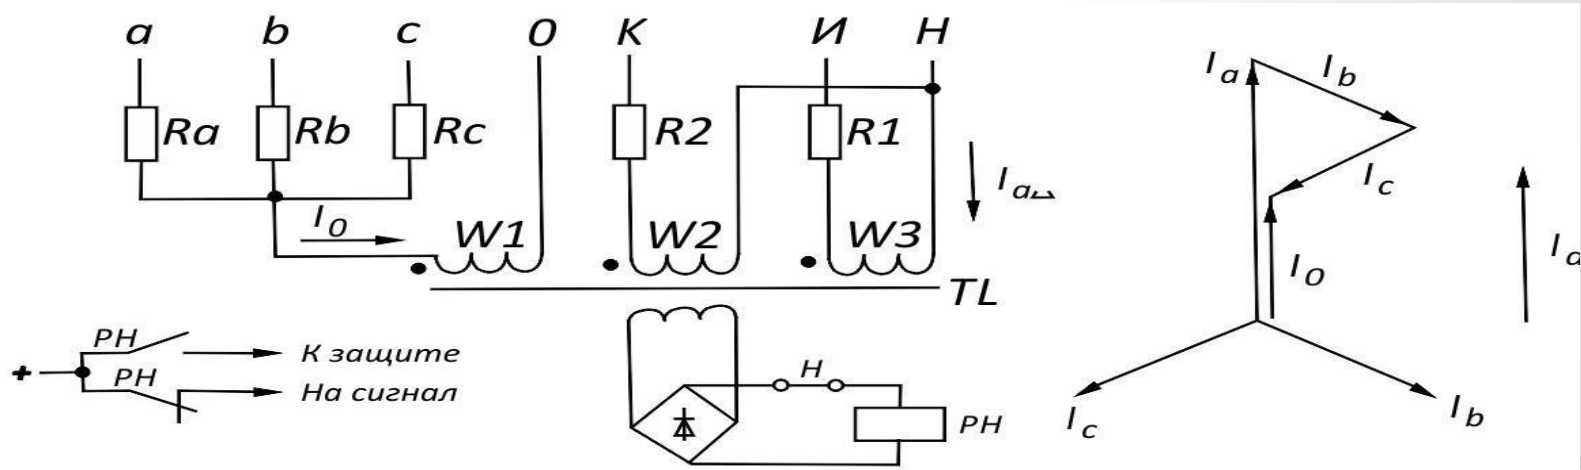 a b c 0 К И Н
Ra Rb Rc R2 R1
I0 W1 W2 W3
TL
РН К защите
+
РН На сигнал
Н
РН
Ia Ib
Ic
I0
Ic Ib